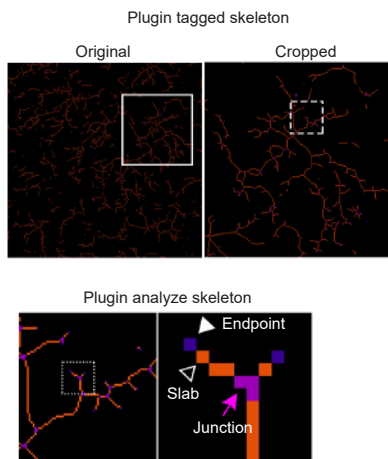 Plugin tagged skeleton
Original
Cropped
Plugin analyze skeleton
Endpoint
Slab
Junction